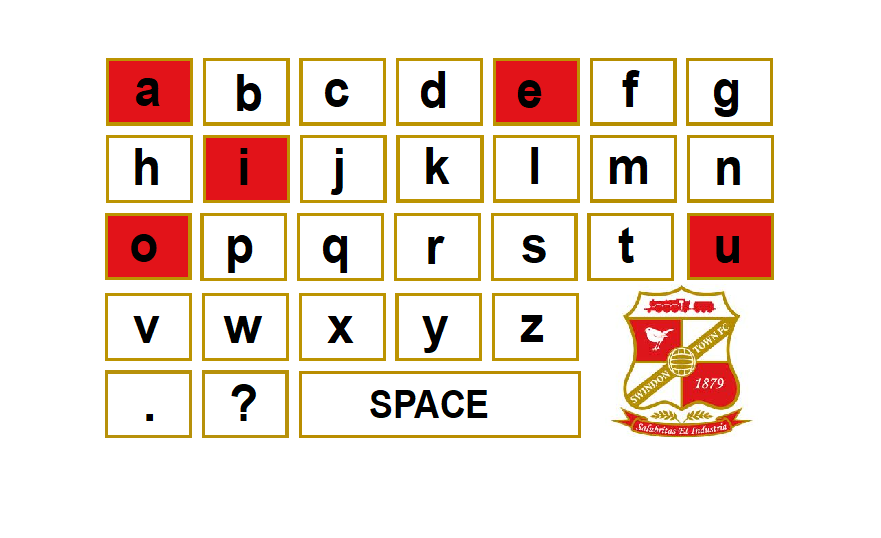 a b c d e f g
h i j k l m n
o p q r s t u
v w x y z
. ? SPACE
SWINDON TOWN FC
1879
Salubritas Et Industria